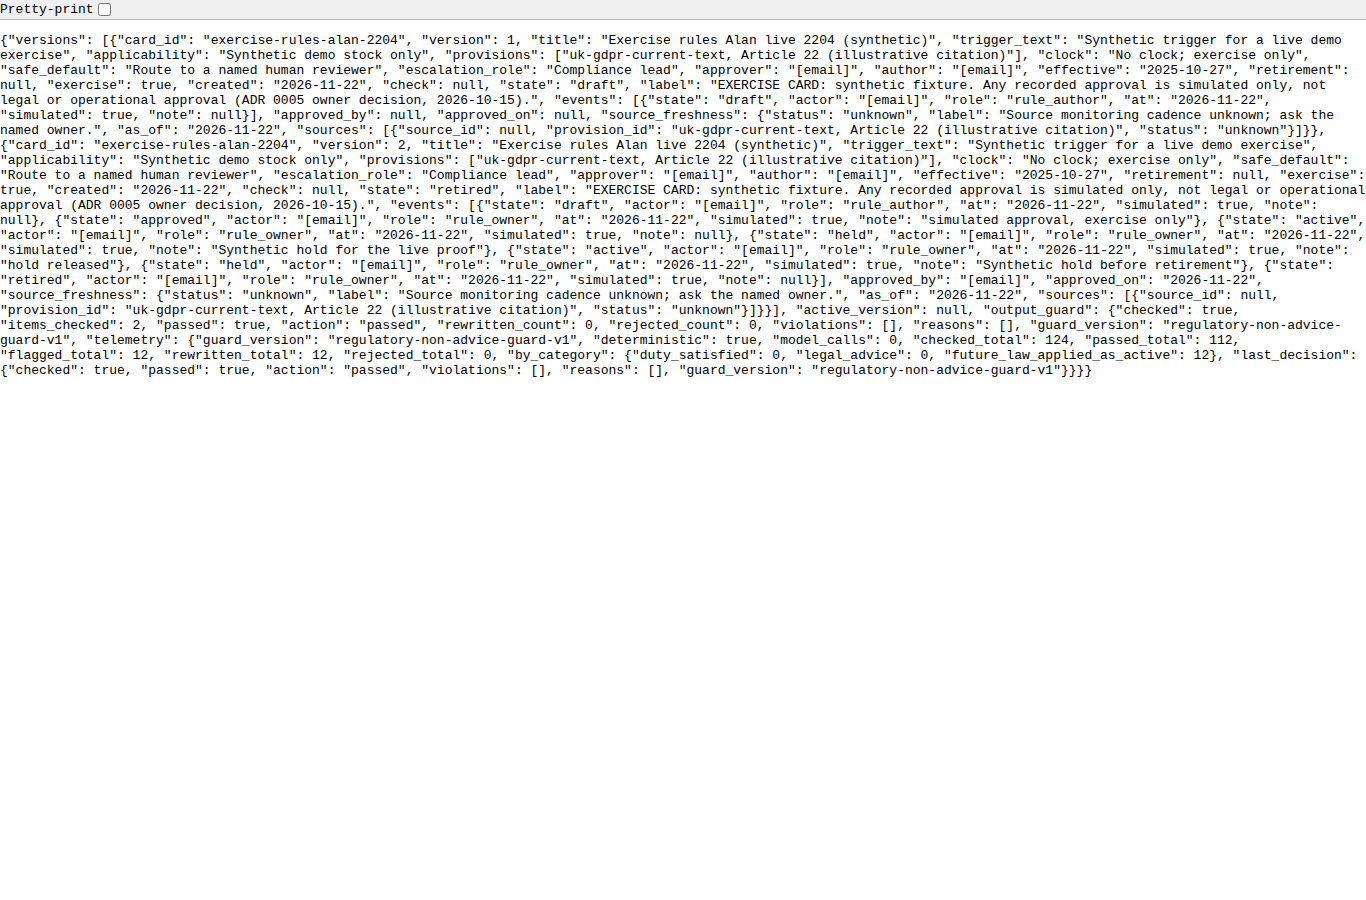 Pretty-print
{"versions": [{"card_id": "exercise-rules-alan-2204", "version": 1, "title": "Exercise rules Alan live 2204 (synthetic)", "trigger_text": "Synthetic trigger for a live demo
exercise", "applicability": "Synthetic demo stock only", "provisions": ["uk-gdpr-current-text, Article 22 (illustrative citation)"], "clock": "No clock; exercise only",
"safe_default": "Route to a named human reviewer", "escalation_role": "Compliance lead", "approver": "[email]", "author": "[email]", "effective": "2025-10-27", "retirement":
null, "exercise": true, "created": "2026-11-22", "check": null, "state": "draft", "label": "EXERCISE CARD: synthetic fixture. Any recorded approval is simulated only, not
legal or operational approval (ADR 0005 owner decision, 2026-10-15).", "events": [{"state": "draft", "actor": "[email]", "role": "rule_author", "at": "2026-11-22",
"simulated": true, "note": null}], "approved_by": null, "approved_on": null, "source_freshness": {"status": "unknown", "label": "Source monitoring cadence unknown; ask the
named owner.", "as_of": "2026-11-22", "sources": [{"source_id": null, "provision_id": "uk-gdpr-current-text, Article 22 (illustrative citation)", "status": "unknown"}]}},
{"card_id": "exercise-rules-alan-2204", "version": 2, "title": "Exercise rules Alan live 2204 (synthetic)", "trigger_text": "Synthetic trigger for a live demo exercise",
"applicability": "Synthetic demo stock only", "provisions": ["uk-gdpr-current-text, Article 22 (illustrative citation)"], "clock": "No clock; exercise only", "safe_default":
"Route to a named human reviewer", "escalation_role": "Compliance lead", "approver": "[email]", "author": "[email]", "effective": "2025-10-27", "retirement": null, "exercise":
true, "created": "2026-11-22", "check": null, "state": "retired", "label": "EXERCISE CARD: synthetic fixture. Any recorded approval is simulated only, not legal or operational
approval (ADR 0005 owner decision, 2026-10-15).", "events": [{"state": "draft", "actor": "[email]", "role": "rule_author", "at": "2026-11-22", "simulated": true, "note":
null}, {"state": "approved", "actor": "[email]", "role": "rule_owner", "at": "2026-11-22", "simulated": true, "note": "simulated approval, exercise only"}, {"state": "active",
"actor": "[email]", "role": "rule_owner", "at": "2026-11-22", "simulated": true, "note": null}, {"state": "held", "actor": "[email]", "role": "rule_owner", "at": "2026-11-22",
"simulated": true, "note": "Synthetic hold for the live proof"}, {"state": "active", "actor": "[email]", "role": "rule_owner", "at": "2026-11-22", "simulated": true, "note":
"hold released"}, {"state": "held", "actor": "[email]", "role": "rule_owner", "at": "2026-11-22", "simulated": true, "note": "Synthetic hold before retirement"}, {"state":
"retired", "actor": "[email]", "role": "rule_owner", "at": "2026-11-22", "simulated": true, "note": null}], "approved_by": "[email]", "approved_on": "2026-11-22",
"source_freshness": {"status": "unknown", "label": "Source monitoring cadence unknown; ask the named owner.", "as_of": "2026-11-22", "sources": [{"source_id": null,
"provision_id": "uk-gdpr-current-text, Article 22 (illustrative citation)", "status": "unknown"}]}}], "active_version": null, "output_guard": {"checked": true,
"items_checked": 2, "passed": true, "action": "passed", "rewritten_count": 0, "rejected_count": 0, "violations": [], "reasons": [], "guard_version": "regulatory-non-advice-
guard-v1", "telemetry": {"guard_version": "regulatory-non-advice-guard-v1", "deterministic": true, "model_calls": 0, "checked_total": 124, "passed_total": 112,
"flagged_total": 12, "rewritten_total": 12, "rejected_total": 0, "by_category": {"duty_satisfied": 0, "legal_advice": 0, "future_law_applied_as_active": 12}, "last_decision":
{"checked": true, "passed": true, "action": "passed", "violations": [], "reasons": [], "guard_version": "regulatory-non-advice-guard-v1"}}}}